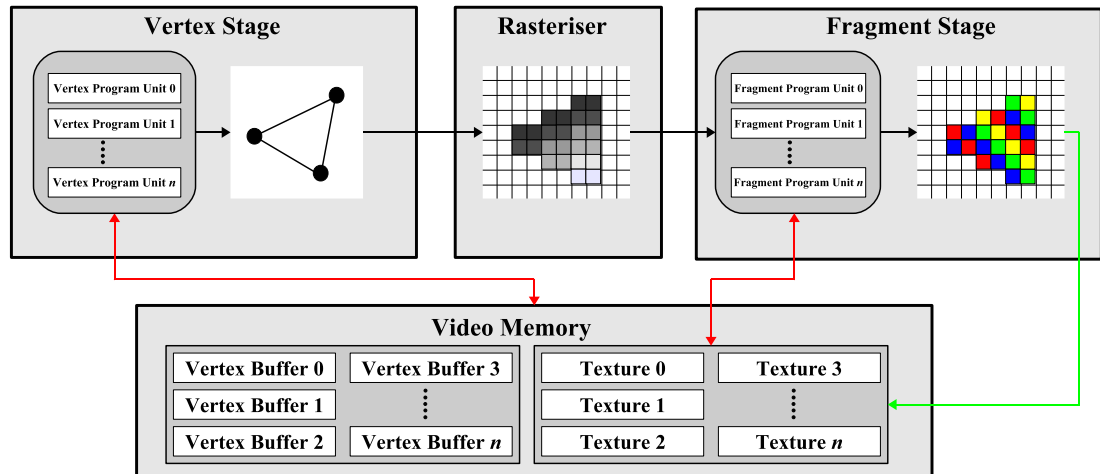 Vertex Stage
Vertex Program Unit 0
Vertex Program Unit 1
Vertex Program Unit n
Rasteriser
Fragment Stage
Fragment Program Unit 0
Fragment Program Unit 1
Fragment Program Unit n
Video Memory
Vertex Buffer 0
Vertex Buffer 3
Vertex Buffer 1
Vertex Buffer 2
Vertex Buffer n
Texture 0
Texture 3
Texture 1
Texture 2
Texture n